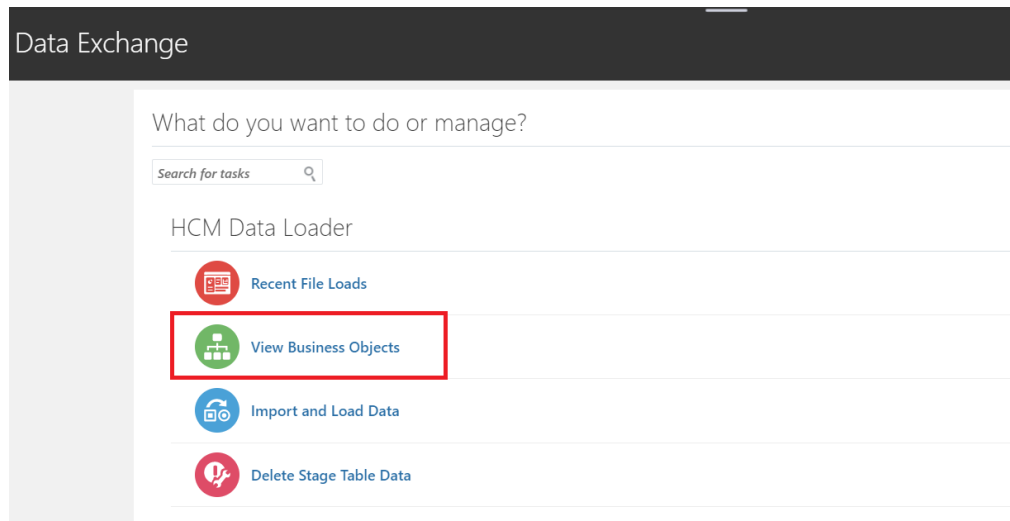 Data Exchange
What do you want to do or manage?
Search for tasks
HCM Data Loader
Recent File Loads
View Business Objects
Import and Load Data
Delete Stage Table Data